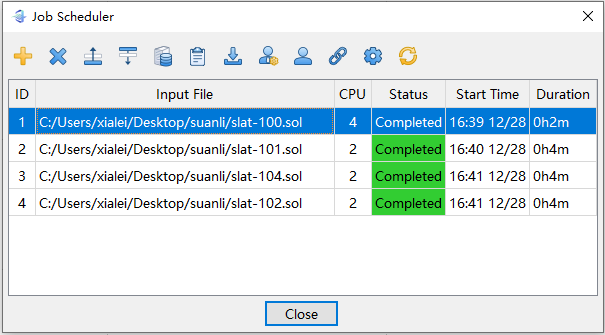 Job Scheduler
ID Input File CPU Status Start Time Duration
1 C:/Users/xialei/Desktop/suanli/slat-100.sol 4 Completed 16:39 12/28 0h2m
2 C:/Users/xialei/Desktop/suanli/slat-101.sol 2 Completed 16:40 12/28 0h4m
3 C:/Users/xialei/Desktop/suanli/slat-104.sol 2 Completed 16:41 12/28 0h4m
4 C:/Users/xialei/Desktop/suanli/slat-102.sol 2 Completed 16:41 12/28 0h4m
Close